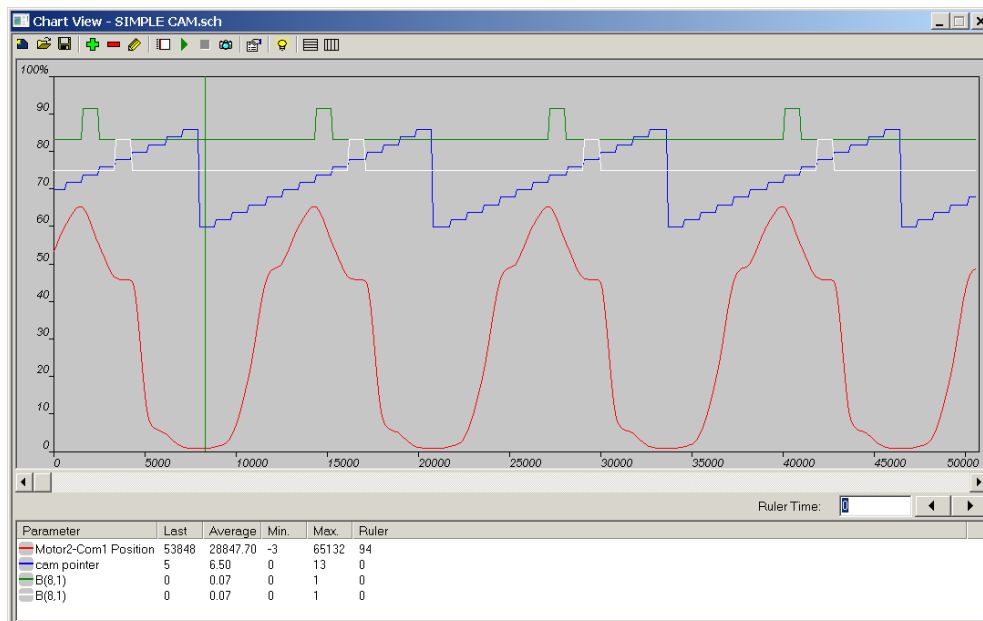 Chart View - SIMPLE CAM.sch
100%
90
80
70
60
50
40
30
20
10
0
0 5000 10000 15000 20000 25000 30000 35000 40000 45000 50000
Ruler Time: 0
Parameter Last Average Min. Max. Ruler
Motor2-Com1 Position 53848 28847.70 -3 65132 94
cam pointer 5 6.50 0 13 0
B(8,1) 0 0.07 0 1 0
B(8,1) 0 0.07 0 1 0